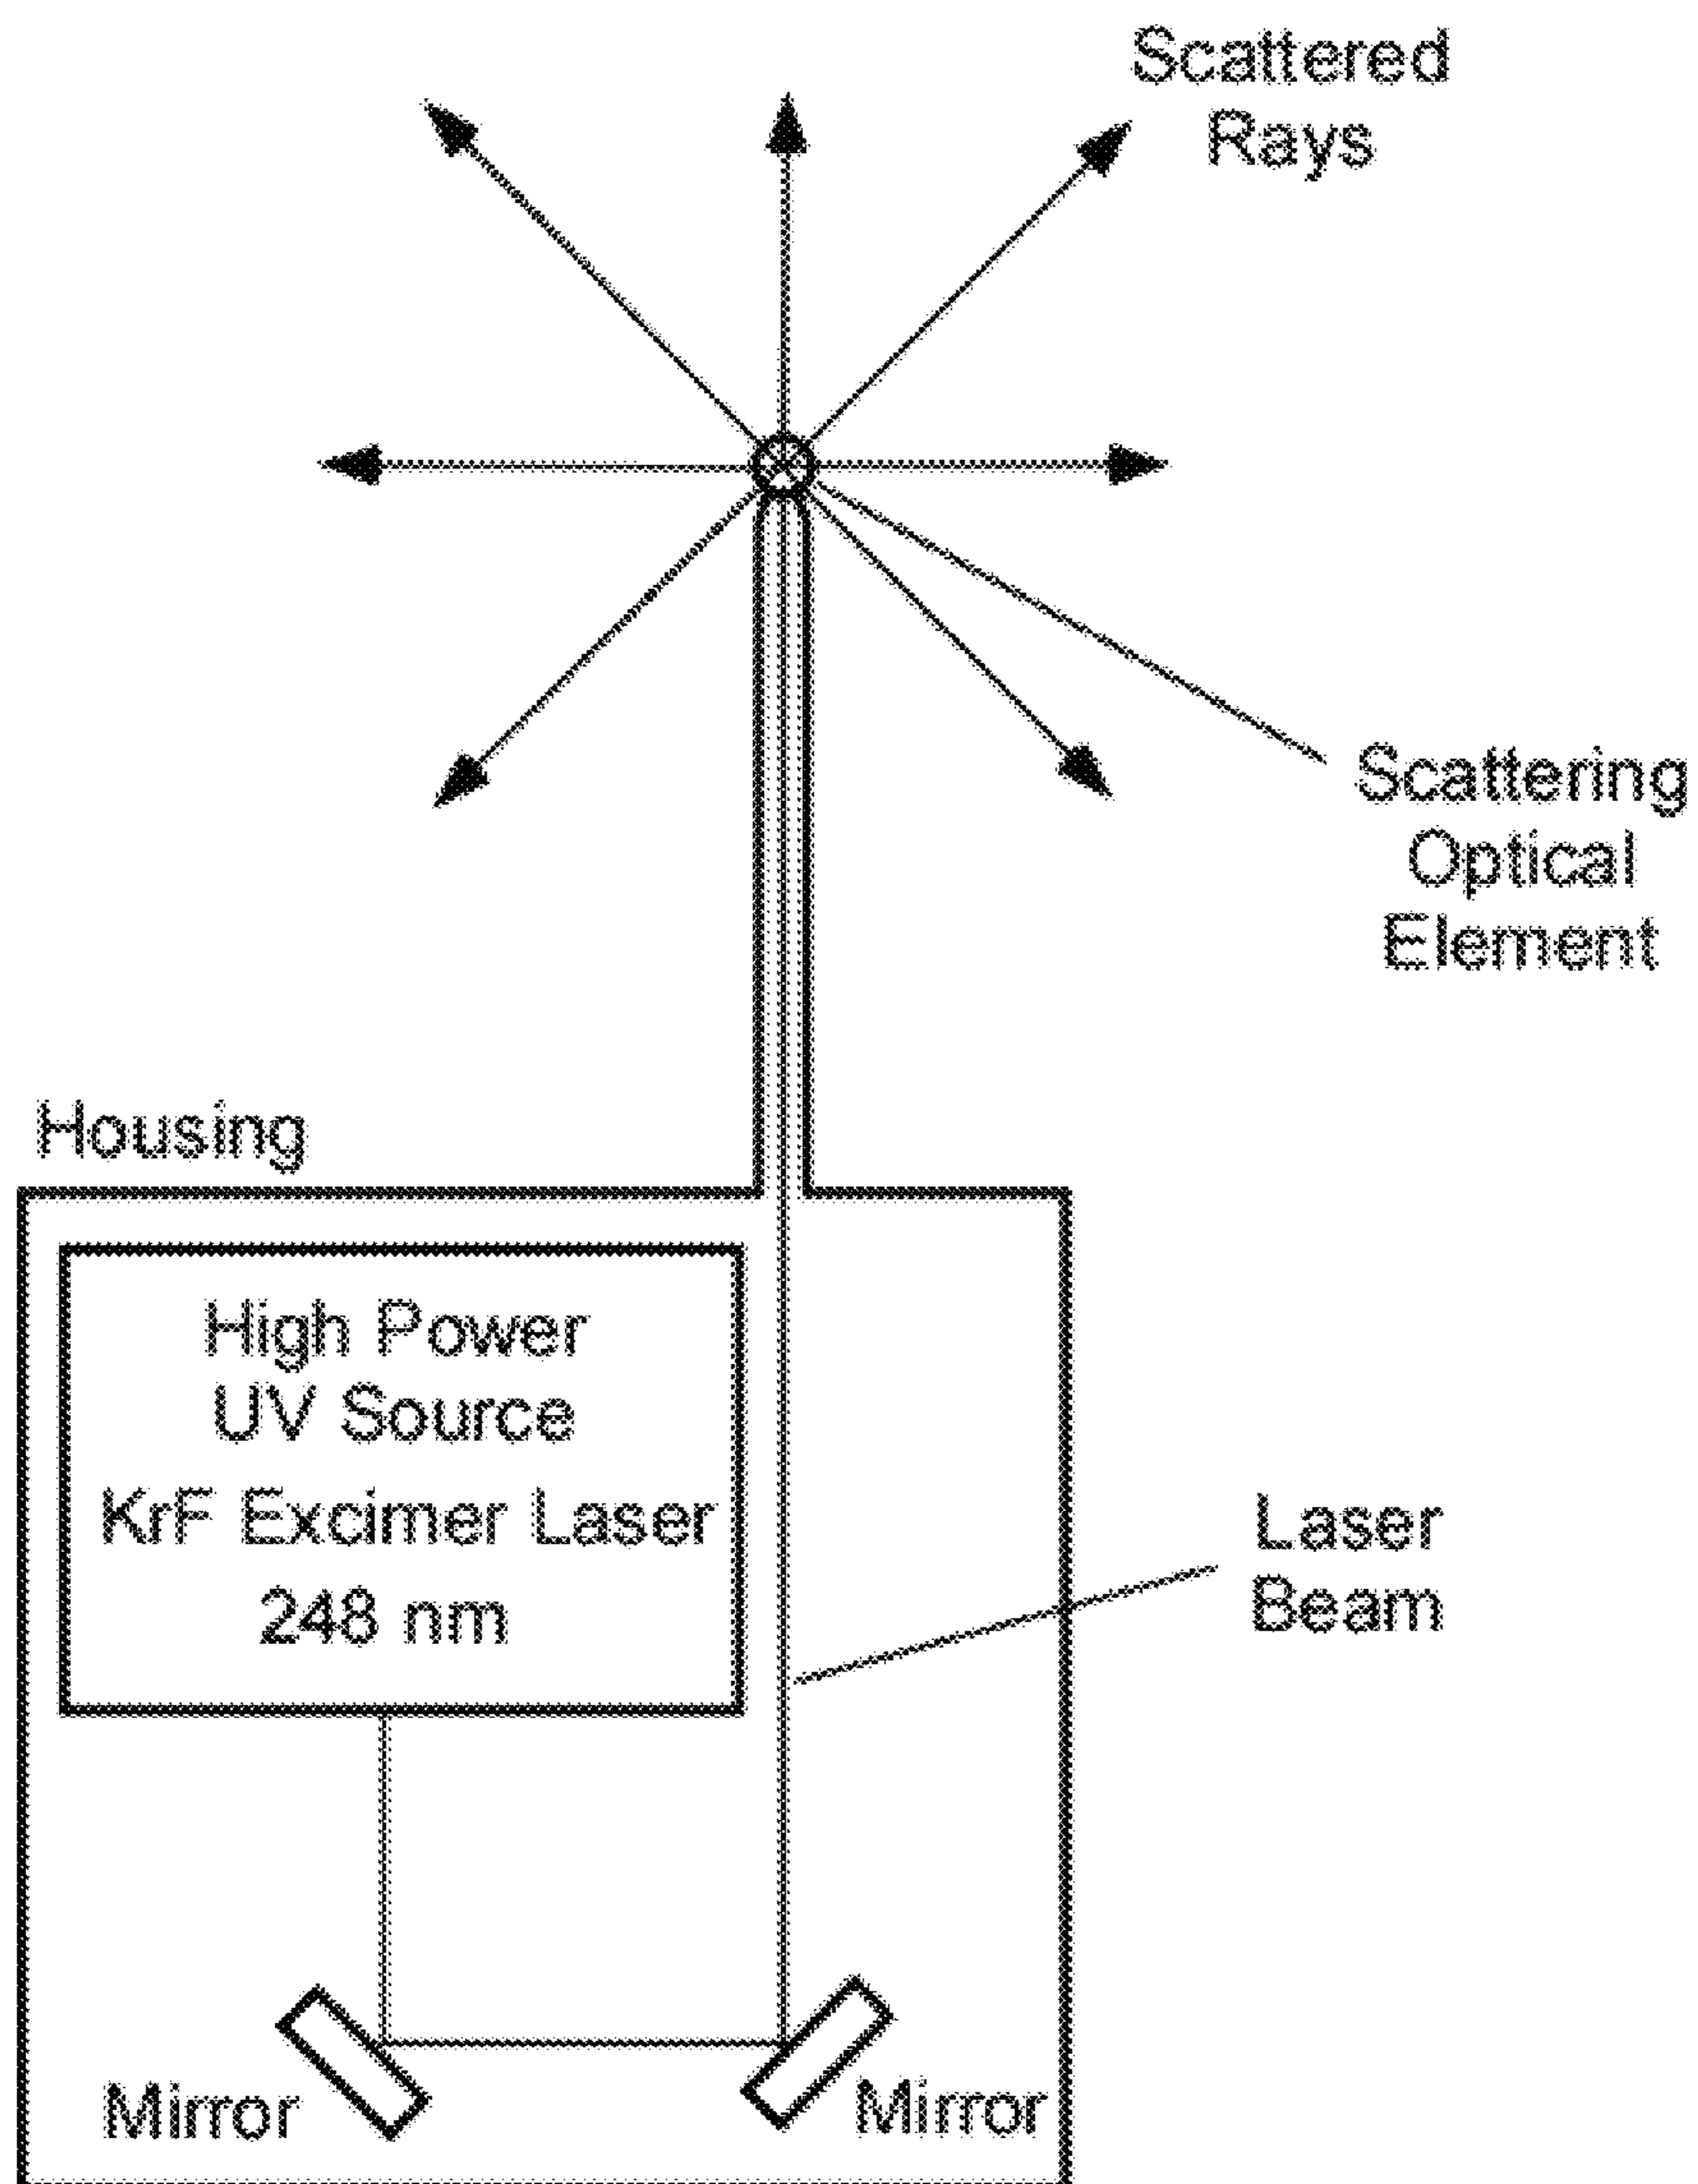 Scattered
Rays
Scattering
Optical
Element
Housing
High Power
UV Source
KrF Excimer Laser
248 nm
Laser
Beam
Mirror
Mirror